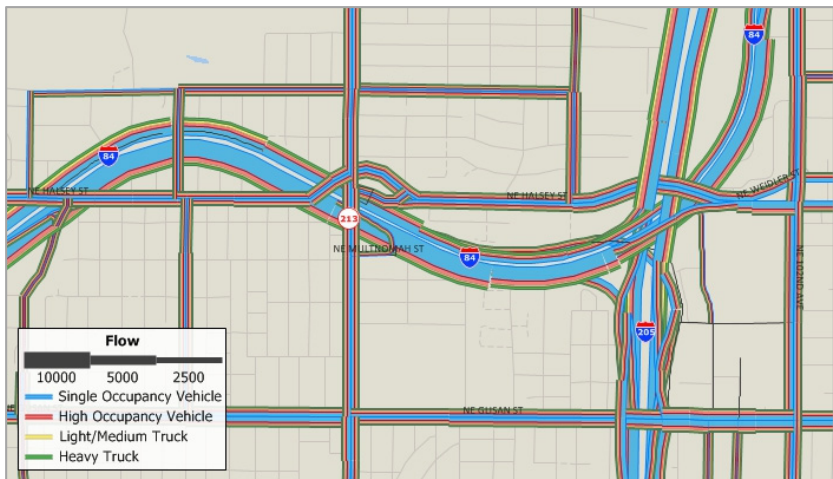 84
84
NE HALSEY ST
NE HALSEY ST
NE WEIDLER ST
213
NE MULTNOMAH ST
84
NE 102ND AVE
205
Flow
10000 5000 2500
Single Occupancy Vehicle
High Occupancy Vehicle
Light/Medium Truck
Heavy Truck
NE GLISAN ST